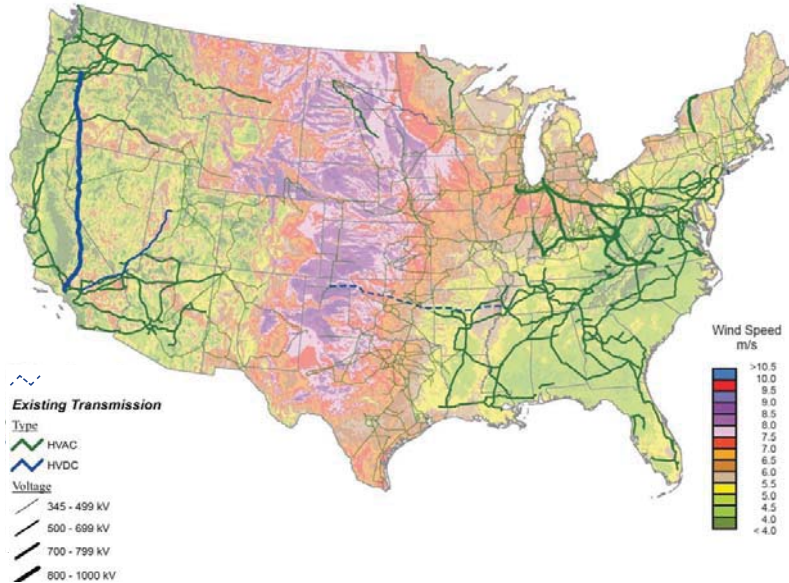 Existing Transmission
Type
HVAC
HVDC
Voltage
345 - 499 kV
500 - 699 kV
700 - 799 kV
800 - 1000 kV
Wind Speed
m/s
>10.5
10.0
9.5
9.0
8.5
8.0
7.5
7.0
6.5
6.0
5.5
5.0
4.5
< 4.0